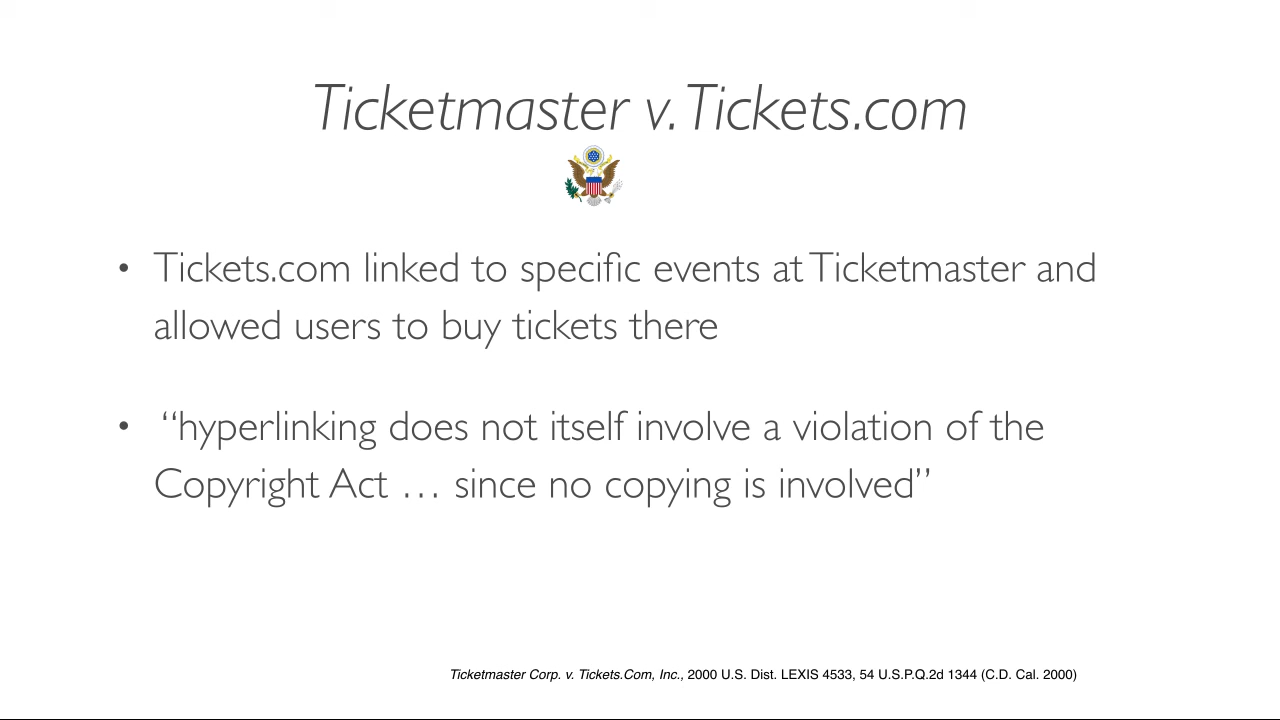 Ticketmaster v. Tickets.com
• Tickets.com linked to specific events at Ticketmaster and
allowed users to buy tickets there
• “hyperlinking does not itself involve a violation of the
Copyright Act … since no copying is involved”
Ticketmaster Corp. v. Tickets.Com, Inc., 2000 U.S. Dist. LEXIS 4533, 54 U.S.P.Q.2d 1344 (C.D. Cal. 2000)